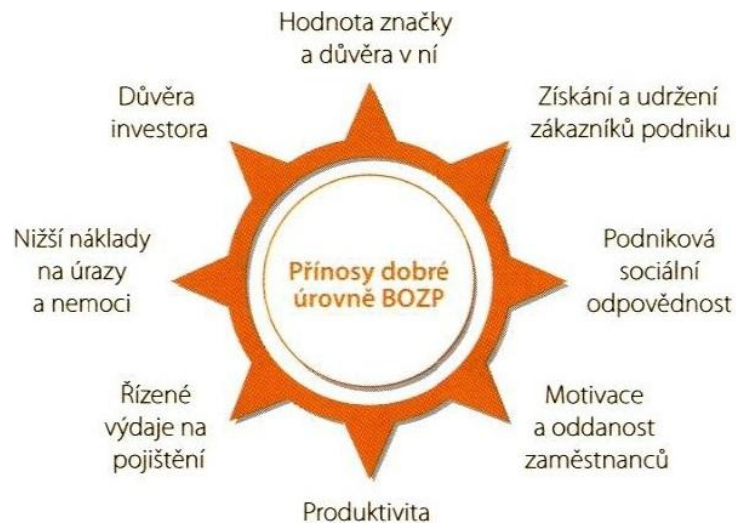 Hodnota značky
a důvěra v ní
Důvěra
investora
Získání a udržení
zákazníků podniku
Nižší náklady
na úrazy
a nemoci
Přínosy dobré
úrovně BOZP
Podniková
sociální
odpovědnost
Řízené
výdaje na
pojištění
Motivace
a oddanost
zaměstnanců
Produktivita